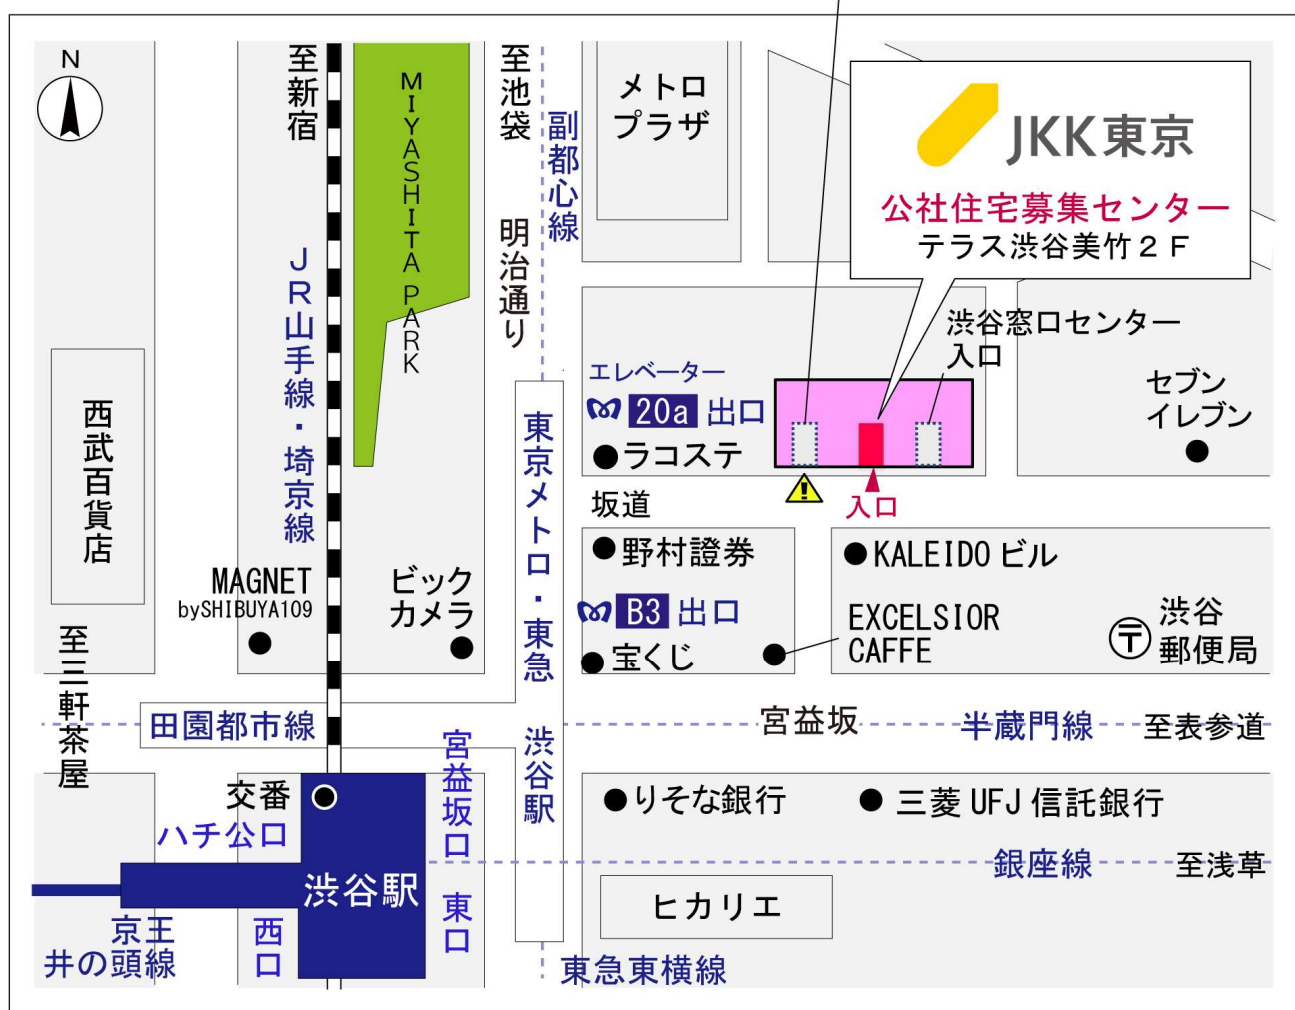 N
至新宿
MIYASHITA PARK
至池袋
副都心線
明治通り
メトロ
プラザ
JKK東京
公社住宅募集センター
テラス渋谷美竹2F
JR山手線・埼京線
渋谷窓口センター
入口
エレベーター
20a 出口
ラコステ
セブン
イレブン
西武百貨店
東京メトロ・東急 渋谷駅
入口
坂道
野村證券
KALEIDO ビル
MAGNET
bySHIBUYA109
ビック
カメラ
B3 出口
宝くじ
EXCELSIOR
CAFFE
渋谷
郵便局
至三軒茶屋
田園都市線
宮益坂
半蔵門線
至表参道
宮益坂口
交番
ハチ公口
りそな銀行
三菱 UFJ 信託銀行
銀座線
至浅草
渋谷駅
ヒカリエ
東口
西口
京王
井の頭線
東急東横線